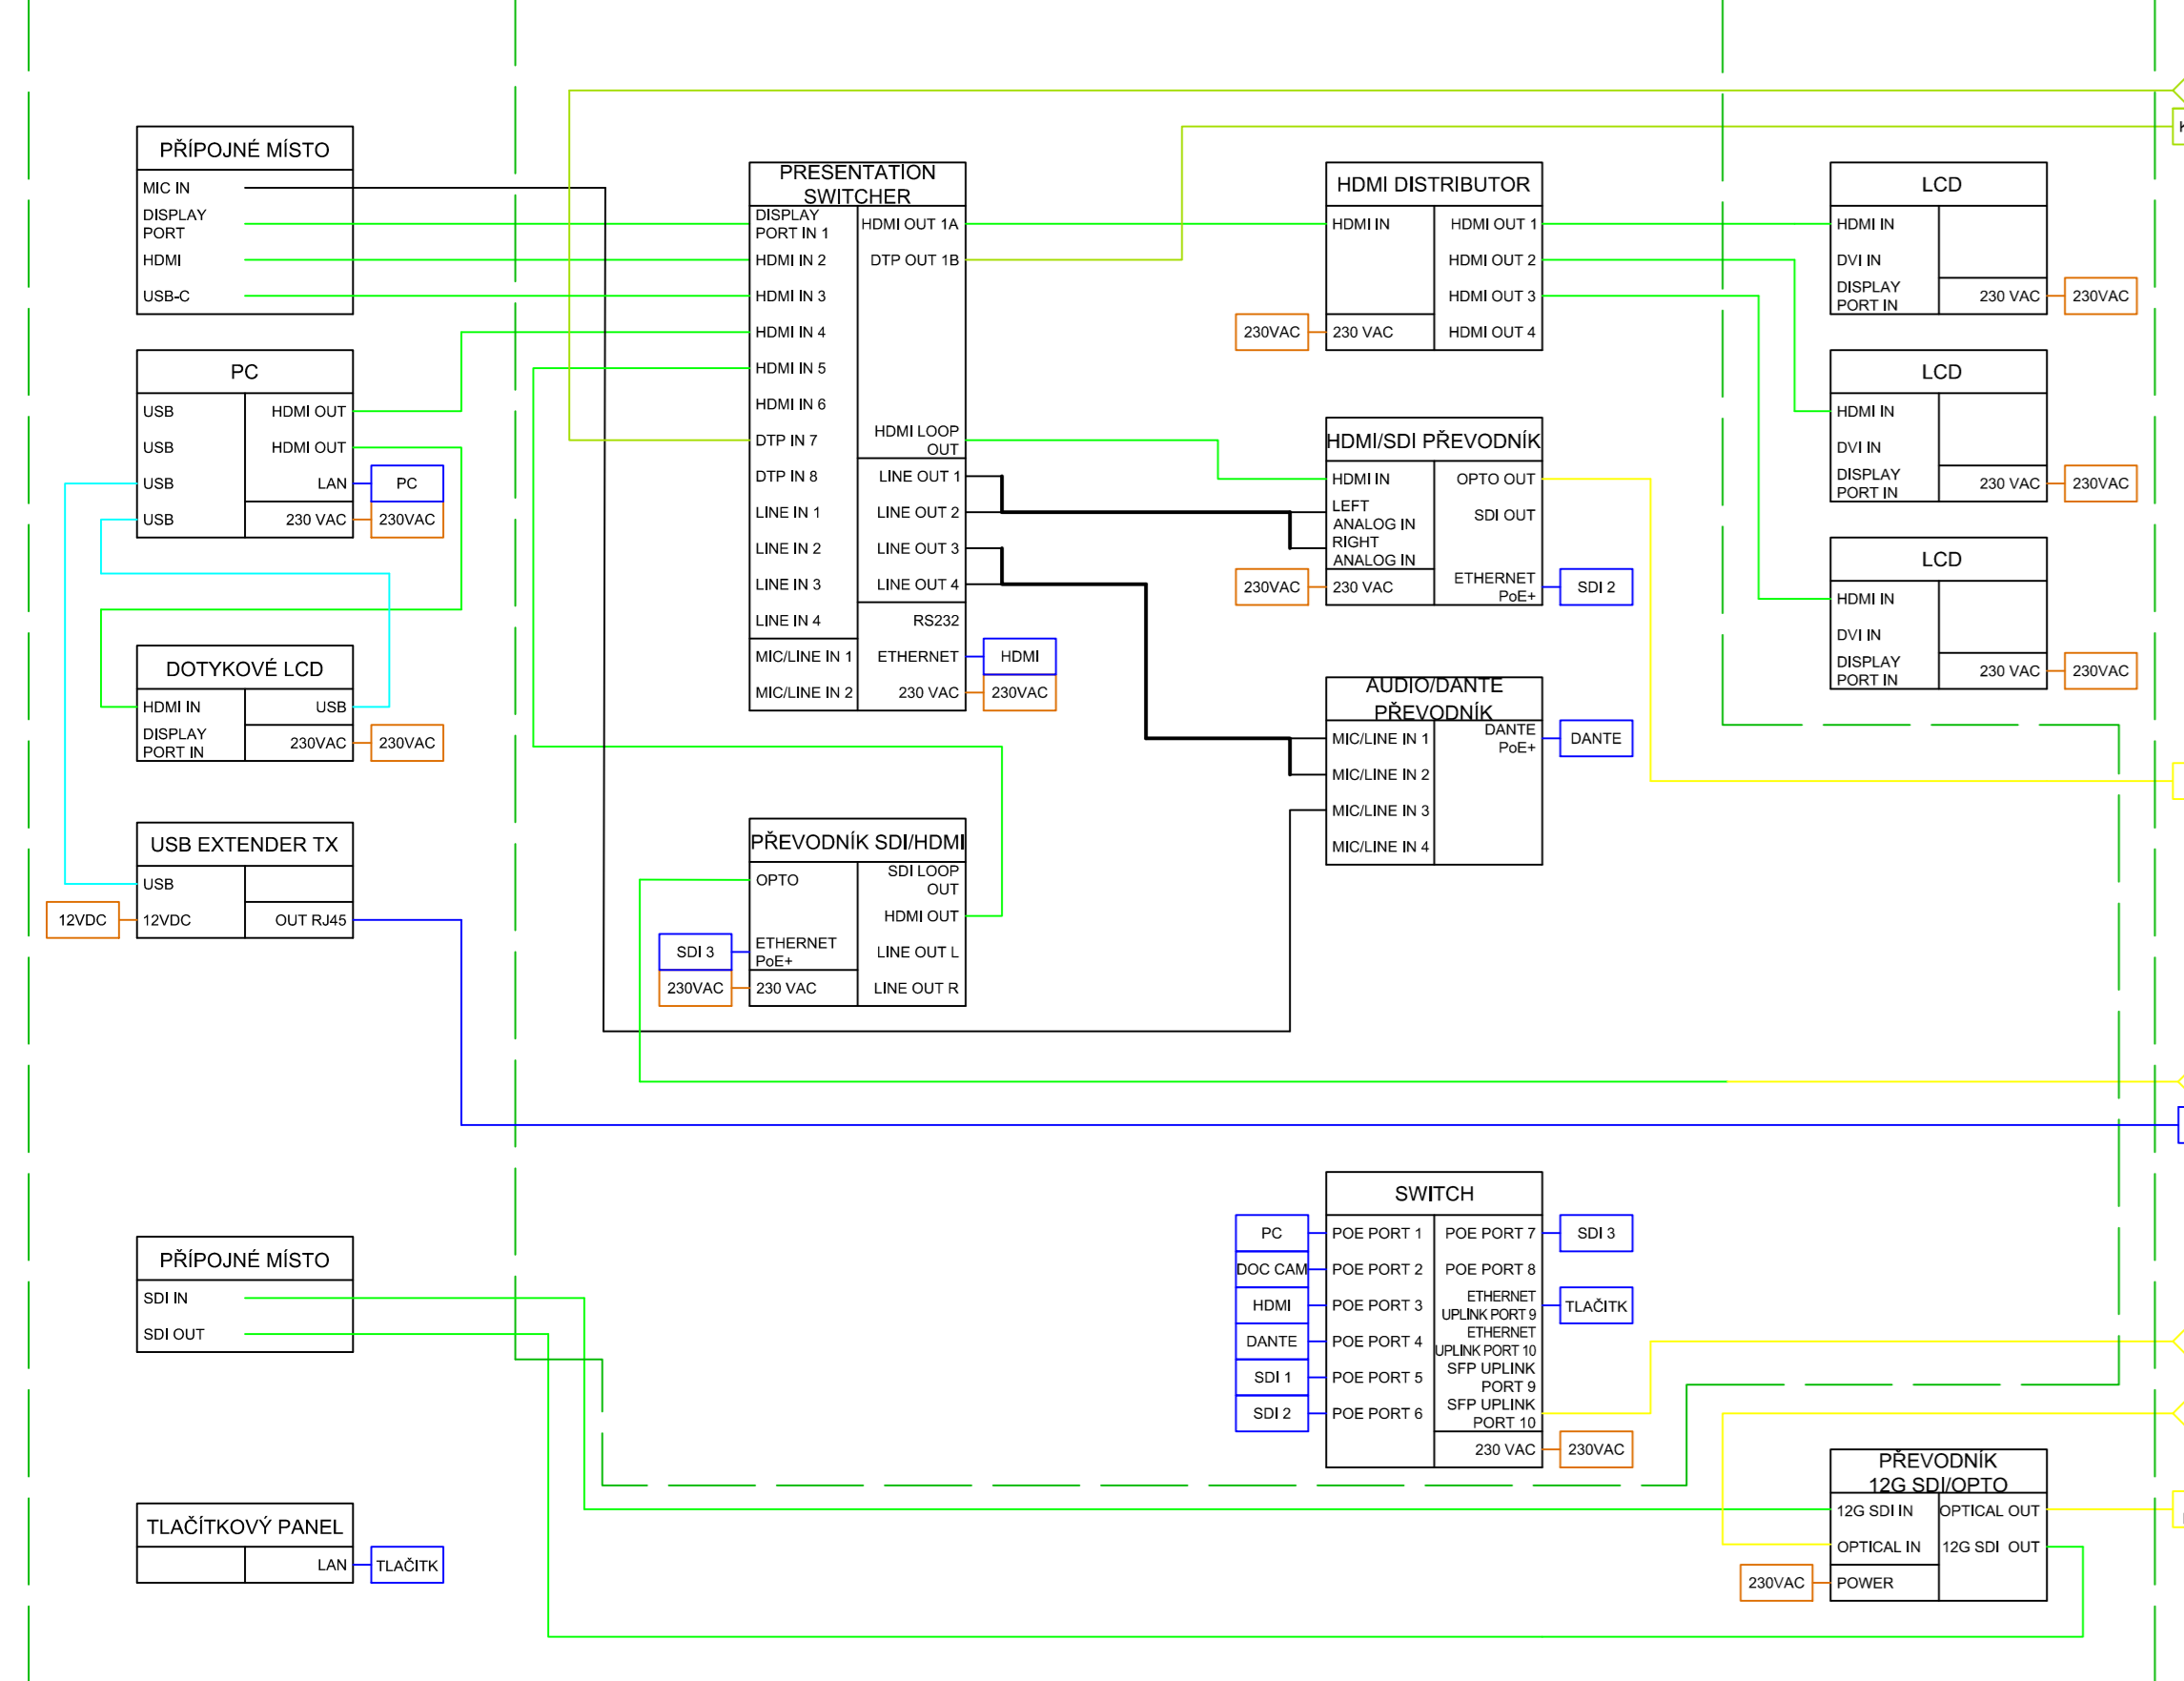 PŘÍPOJNÉ MÍSTO
MIC IN
DISPLAY
PORT
HDMI
USB-C
PC
USB
USB
USB
USB
HDMI OUT
HDMI OUT
LAN
230 VAC
PC
230VAC
DOTYKOVÉ LCD
HDMI IN
DISPLAY
PORT IN
USB
230VAC
230VAC
USB EXTENDER TX
USB
12VDC
OUT RJ45
12VDC
PŘÍPOJNÉ MÍSTO
SDI IN
SDI OUT
TLAČÍTKOVÝ PANEL
LAN
TLAČITK
PRESENTATION
SWITCHER
DISPLAY
PORT IN 1
HDMI IN 2
HDMI IN 3
HDMI IN 4
HDMI IN 5
HDMI IN 6
DTP IN 7
DTP IN 8
LINE IN 1
LINE IN 2
LINE IN 3
LINE IN 4
MIC/LINE IN 1
MIC/LINE IN 2
HDMI OUT 1A
DTP OUT 1B
HDMI LOOP
OUT
LINE OUT 1
LINE OUT 2
LINE OUT 3
LINE OUT 4
RS232
ETHERNET
230 VAC
HDMI
230VAC
PŘEVODNÍK SDI/HDMI
OPTO
ETHERNET
PoE+
230 VAC
SDI LOOP
OUT
HDMI OUT
LINE OUT L
LINE OUT R
SDI 3
230VAC
HDMI DISTRIBUTOR
HDMI IN
230 VAC
HDMI OUT 1
HDMI OUT 2
HDMI OUT 3
HDMI OUT 4
230VAC
HDMI/SDI PŘEVODNÍK
HDMI IN
LEFT
ANALOG IN
RIGHT
ANALOG IN
230 VAC
OPTO OUT
SDI OUT
ETHERNET
PoE+
230VAC
SDI 2
AUDIO/DANTE
PŘEVODNÍK
MIC/LINE IN 1
MIC/LINE IN 2
MIC/LINE IN 3
MIC/LINE IN 4
DANTE
PoE+
DANTE
SWITCH
PC
DOC CAM
HDMI
DANTE
SDI 1
SDI 2
POE PORT 1
POE PORT 2
POE PORT 3
POE PORT 4
POE PORT 5
POE PORT 6
POE PORT 7
POE PORT 8
ETHERNET
UPLINK PORT 9
ETHERNET
UPLINK PORT 10
SFP UPLINK
PORT 9
SFP UPLINK
PORT 10
230 VAC
SDI 3
TLAČITK
230VAC
LCD
HDMI IN
DVI IN
DISPLAY
PORT IN
230 VAC
230VAC
LCD
HDMI IN
DVI IN
DISPLAY
PORT IN
230 VAC
230VAC
LCD
HDMI IN
DVI IN
DISPLAY
PORT IN
230 VAC
230VAC
PŘEVODNÍK
12G SDI/OPTO
12G SDI IN
OPTICAL IN
POWER
OPTICAL OUT
12G SDI OUT
230VAC